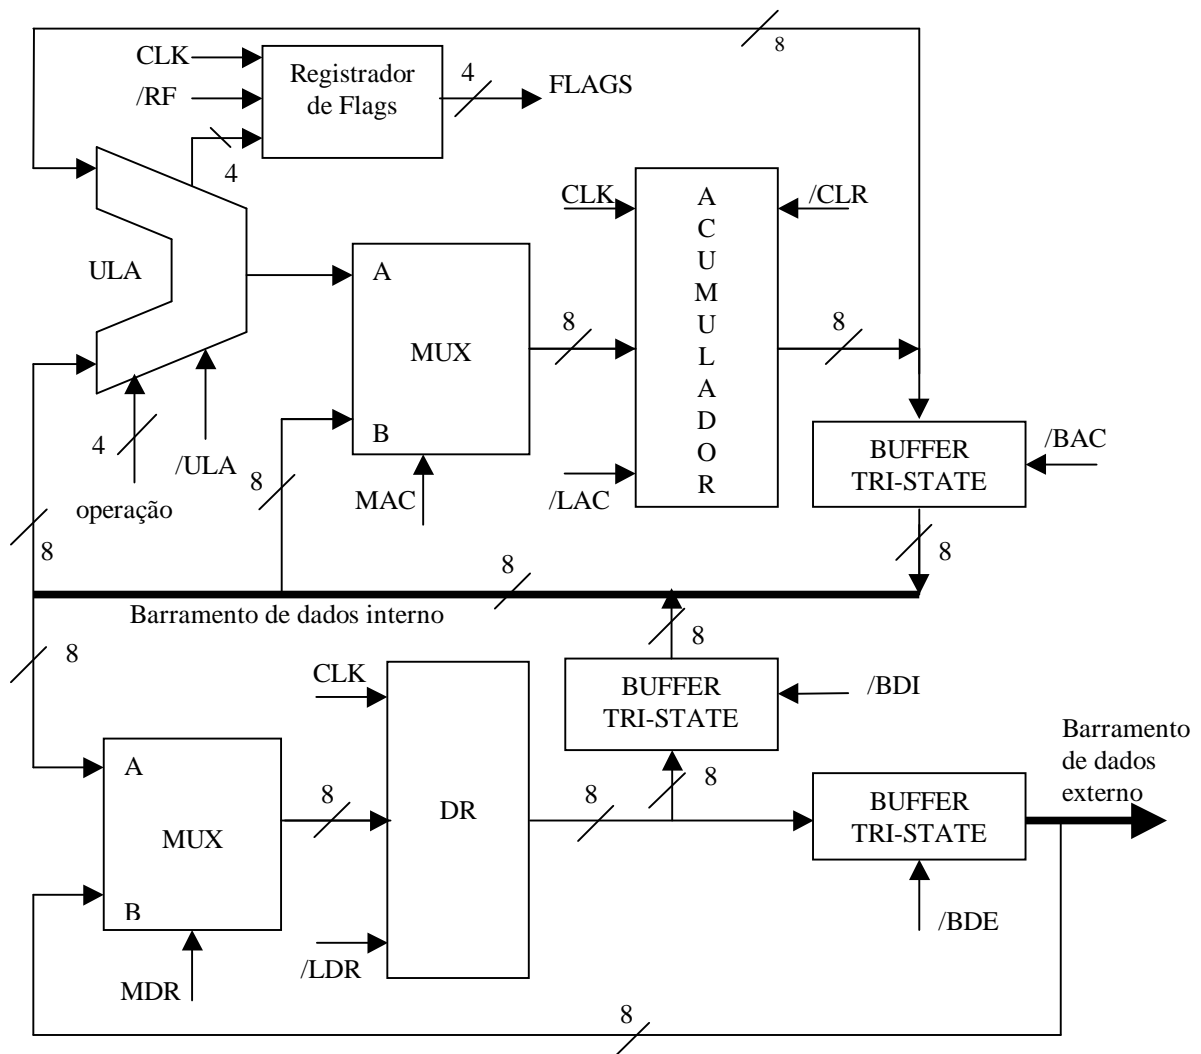 8
CLK
/RF
Registrador
de Flags
4
FLAGS
4
ULA
4
operação
/ULA
8
A
MUX
B
8
MAC
8
CLK
/LAC
A
C
U
M
U
L
A
D
O
R
/CLR
8
BUFFER
TRI-STATE
/BAC
8
8
Barramento de dados interno
8
CLK
8
BUFFER
TRI-STATE
/BDI
8
A
MUX
B
MDR
8
DR
/LDR
8
BUFFER
TRI-STATE
/BDE
Barramento
de dados
externo
8